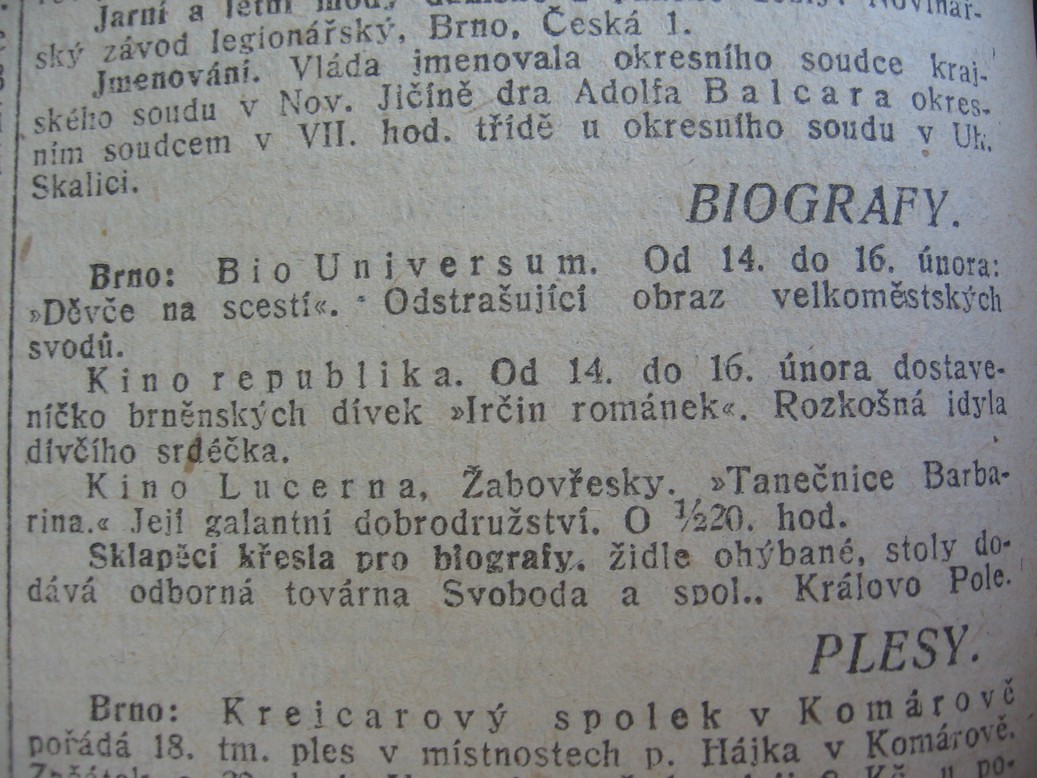 Jarní a letní
ský závod legionářský, Brno, Česká 1.
Jmenování. Vláda jmenovala okresního soudce kraj-
ského soudu v Nov. Jičíně dra Adolfa Balcara okres-
ním soudcem v VII. hod. třídě u okresního soudu v Uh.
Skalici.
BIOGRAFY.
Brno: Bio Universum. Od 14. do 16. února:
»Děvče na scestí«. Odstrašující obraz velkoměstských
svodů.
Kino republika. Od 14. do 16. února dostave-
níčko brněnských dívek »Irčin románek«. Rozkošná idyla
dívčího srdéčka.
Kino Lucerna, Žabovřesky. »Tanečnice Barba-
rina.« Její galantní dobrodružství. O ½20. hod.
Sklapěcí křesla pro biografy, židle ohýbané, stoly do-
dává odborná továrna Svoboda a spol., Královo Pole.
PLESY.
Brno: Krejcarový spolek v Komárově
pořádá 18. tm. ples v místnostech p. Hájka v Komárově.